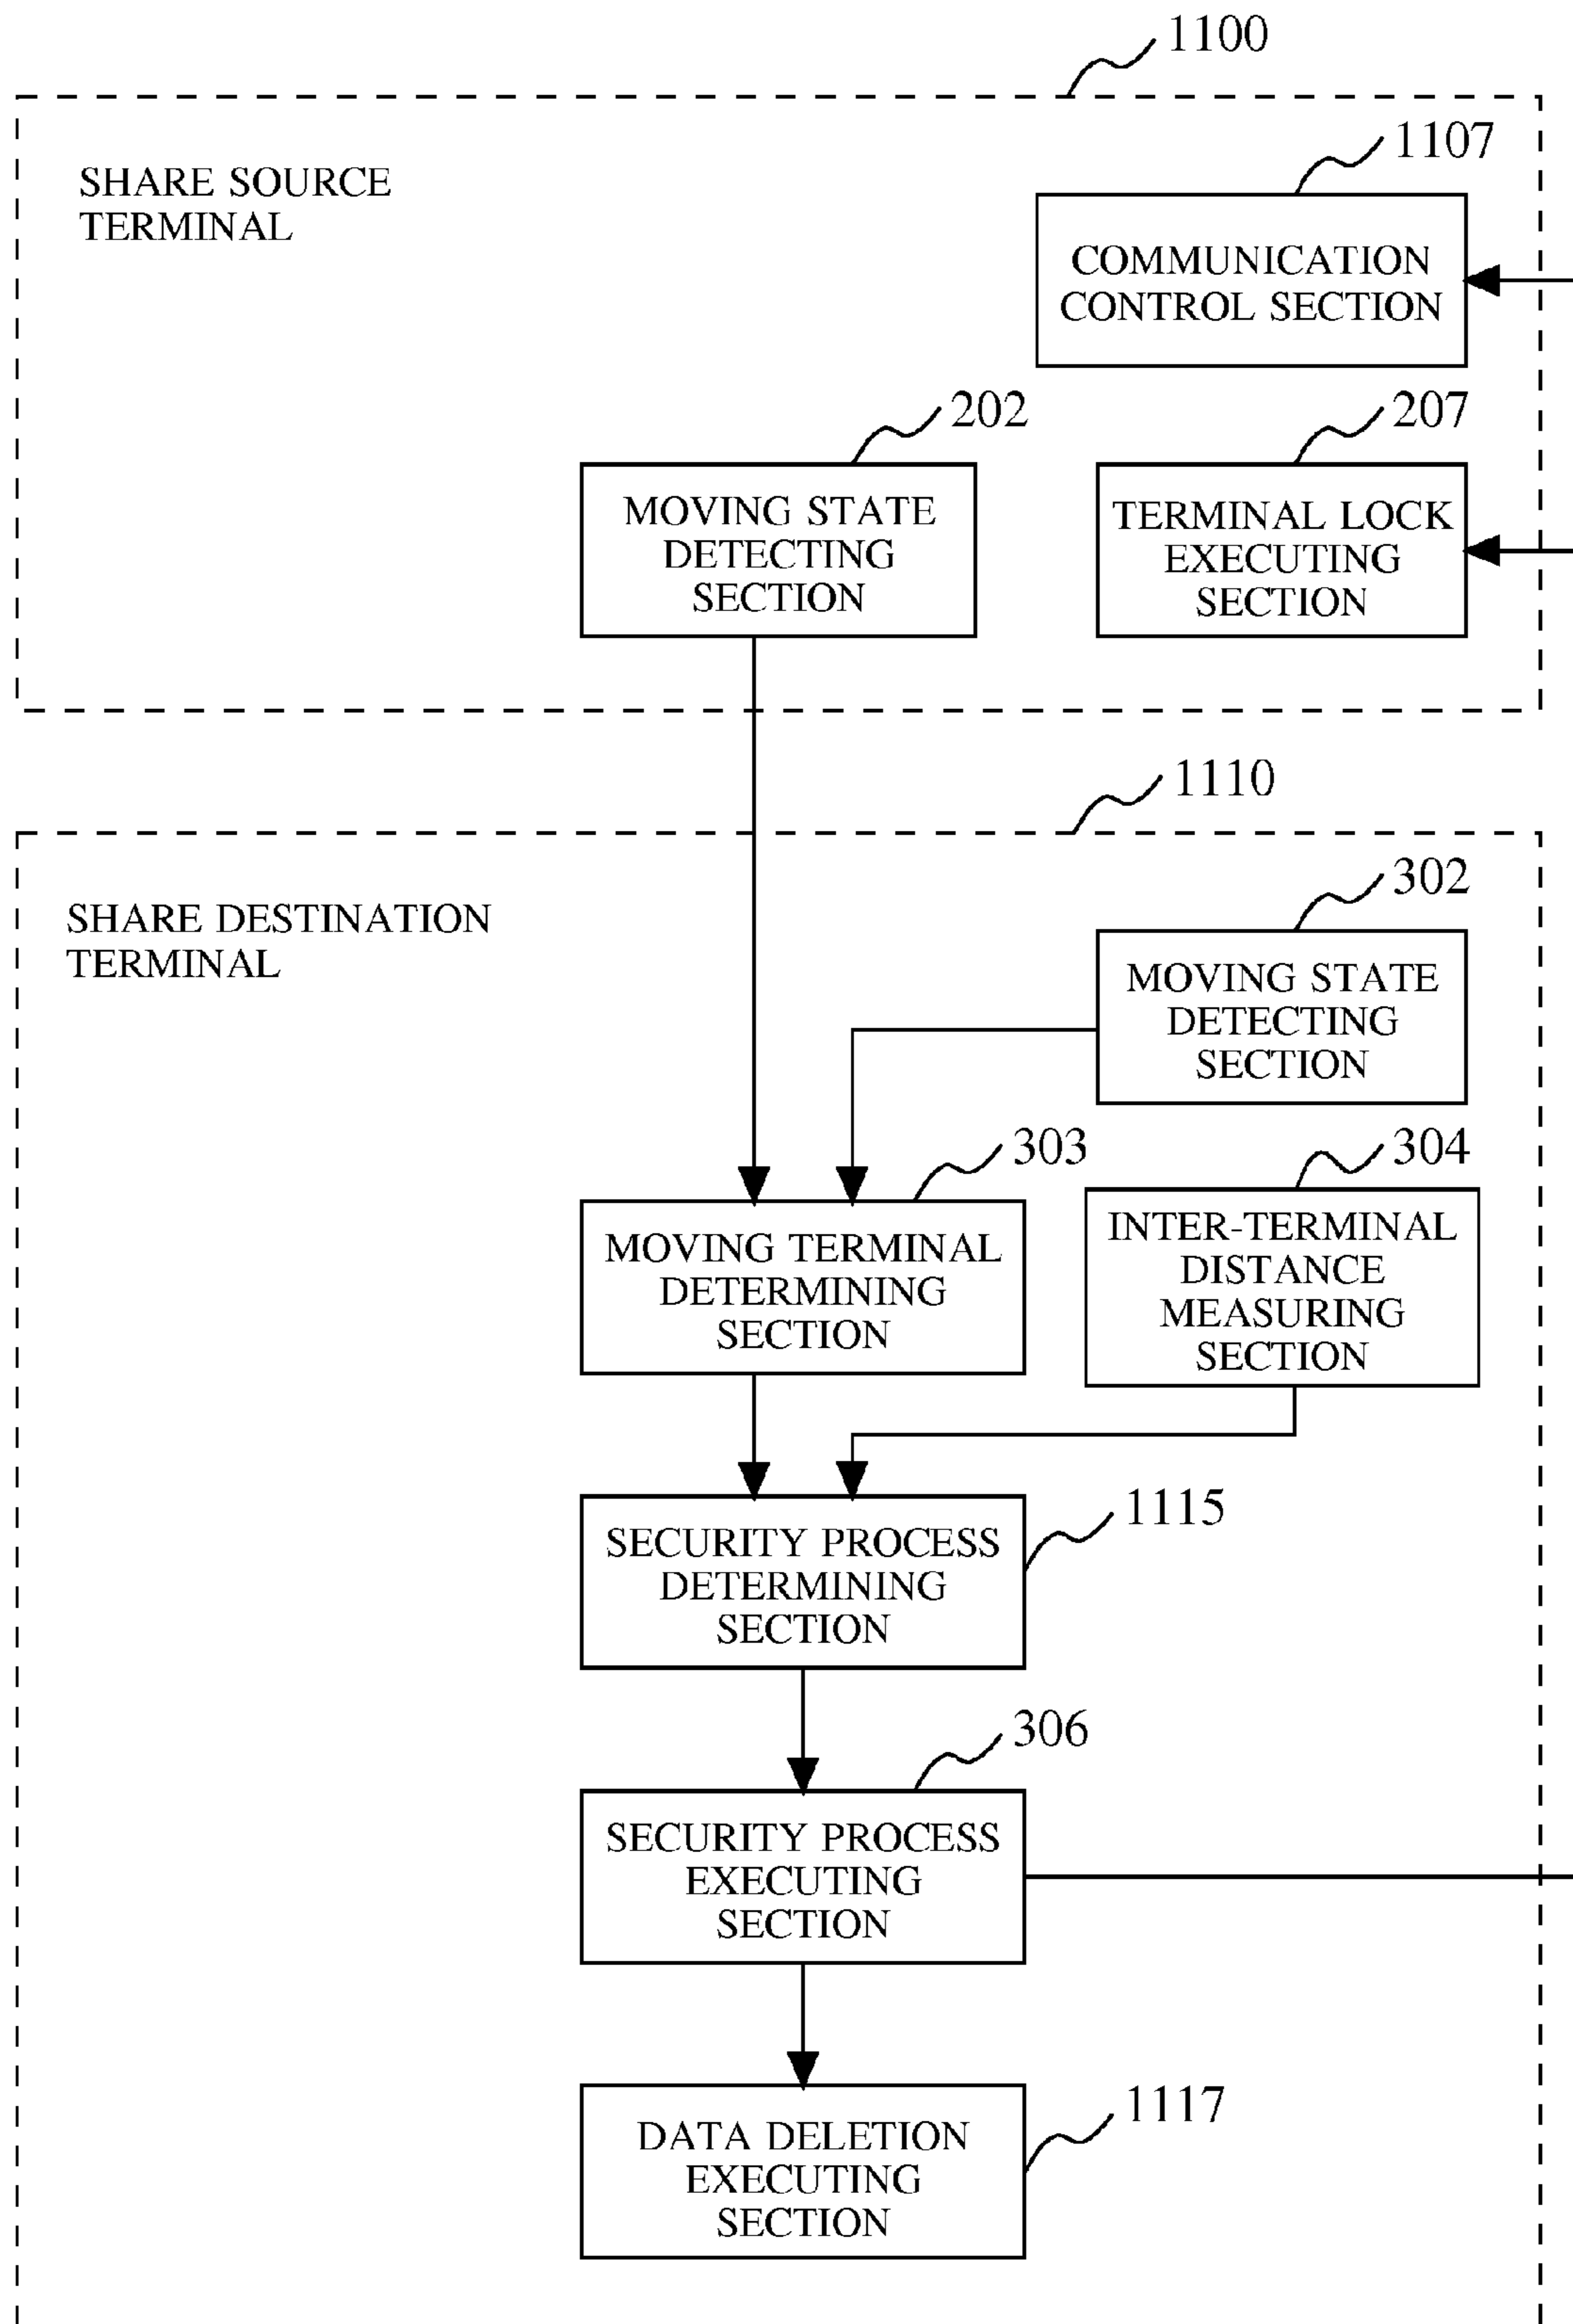 1100
SHARE SOURCE
TERMINAL
1107
COMMUNICATION
CONTROL SECTION
202
MOVING STATE
DETECTING
SECTION
207
TERMINAL LOCK
EXECUTING
SECTION
1110
SHARE DESTINATION
TERMINAL
302
MOVING STATE
DETECTING
SECTION
303
MOVING TERMINAL
DETERMINING
SECTION
304
INTER-TERMINAL
DISTANCE
MEASURING
SECTION
1115
SECURITY PROCESS
DETERMINING
SECTION
306
SECURITY PROCESS
EXECUTING
SECTION
1117
DATA DELETION
EXECUTING
SECTION